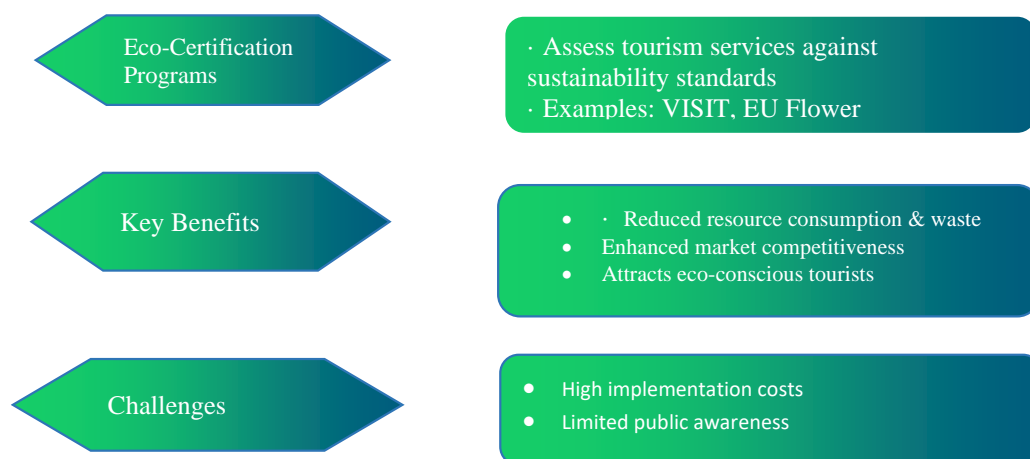 Eco-Certification
Programs
· Assess tourism services against
sustainability standards
· Examples: VISIT, EU Flower
Key Benefits
• · Reduced resource consumption & waste
• Enhanced market competitiveness
• Attracts eco-conscious tourists
Challenges
• High implementation costs
• Limited public awareness